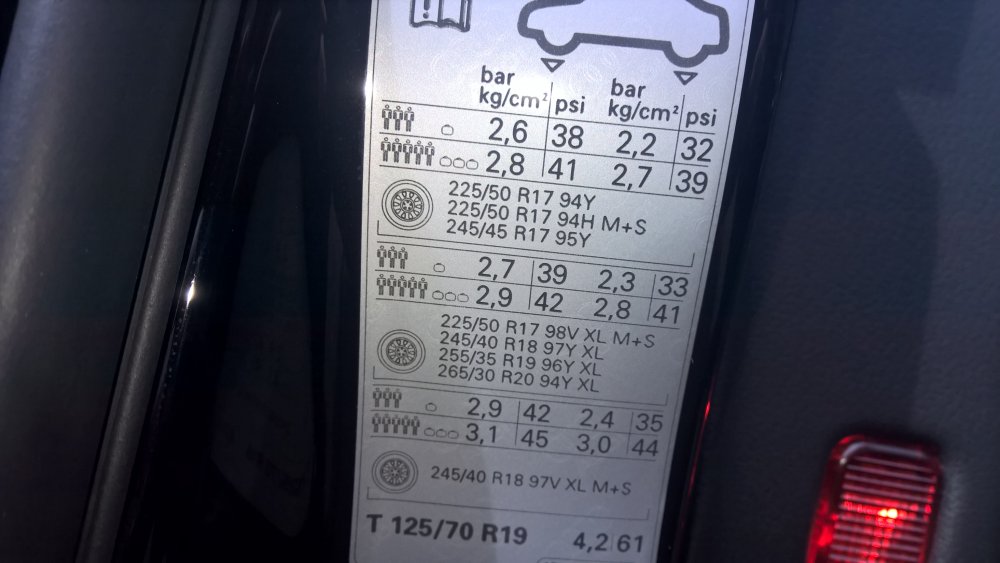 bar bar
kg/cm² psi kg/cm² psi
2,6 38 2,2 32
2,8 41 2,7 39
225/50 R17 94Y
225/50 R17 94H M+S
245/45 R17 95Y
2,7 39 2,3 33
2,9 42 2,8 41
225/50 R17 98V XL M+S
245/40 R18 97Y XL
255/35 R19 96Y XL
265/30 R20 94Y XL
2,9 42 2,4 35
3,1 45 3,0 44
245/40 R18 97V XL M+S
T 125/70 R19 4,2 61